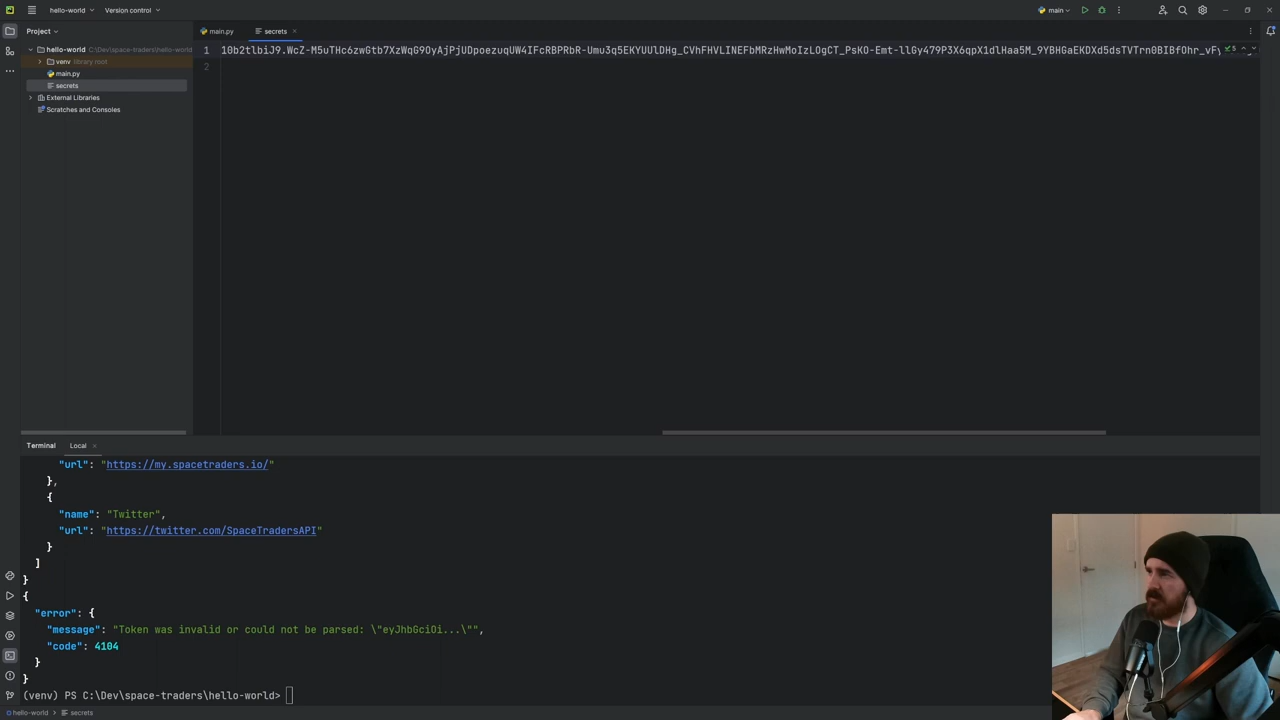 hello-world
Version control
main
Project
main.py
secrets
hello-world C:\Dev\space-traders\hello-world
venv library root
main.py
secrets
External Libraries
Scratches and Consoles
1
2
5
Terminal
Local
"url": "https://my.spacetraders.io/"
},
{
"name": "Twitter",
"url": "https://twitter.com/SpaceTradersAPI"
}
]
}
{
"error": {
"message": "Token was invalid or could not be parsed: \"eyJhbGciOi...\"",
"code": 4104
}
}
(venv) PS C:\Dev\space-traders\hello-world>
hello-world > secrets